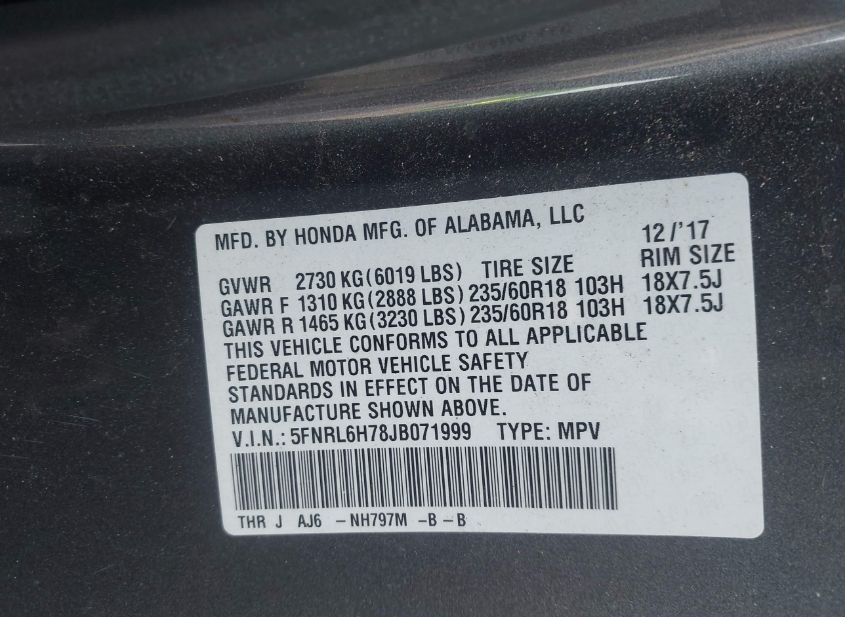 MFD. BY HONDA MFG. OF ALABAMA, LLC 12/'17
GVWR 2730 KG(6019 LBS) TIRE SIZE RIM SIZE
GAWR F 1310 KG(2888 LBS) 235/60R18 103H 18X7.5J
GAWR R 1465 KG(3230 LBS) 235/60R18 103H 18X7.5J
THIS VEHICLE CONFORMS TO ALL APPLICABLE
FEDERAL MOTOR VEHICLE SAFETY
STANDARDS IN EFFECT ON THE DATE OF
MANUFACTURE SHOWN ABOVE.
V.I.N.: 5FNRL6H78JB071999 TYPE: MPV
THR J AJ6 -NH797M -B -B